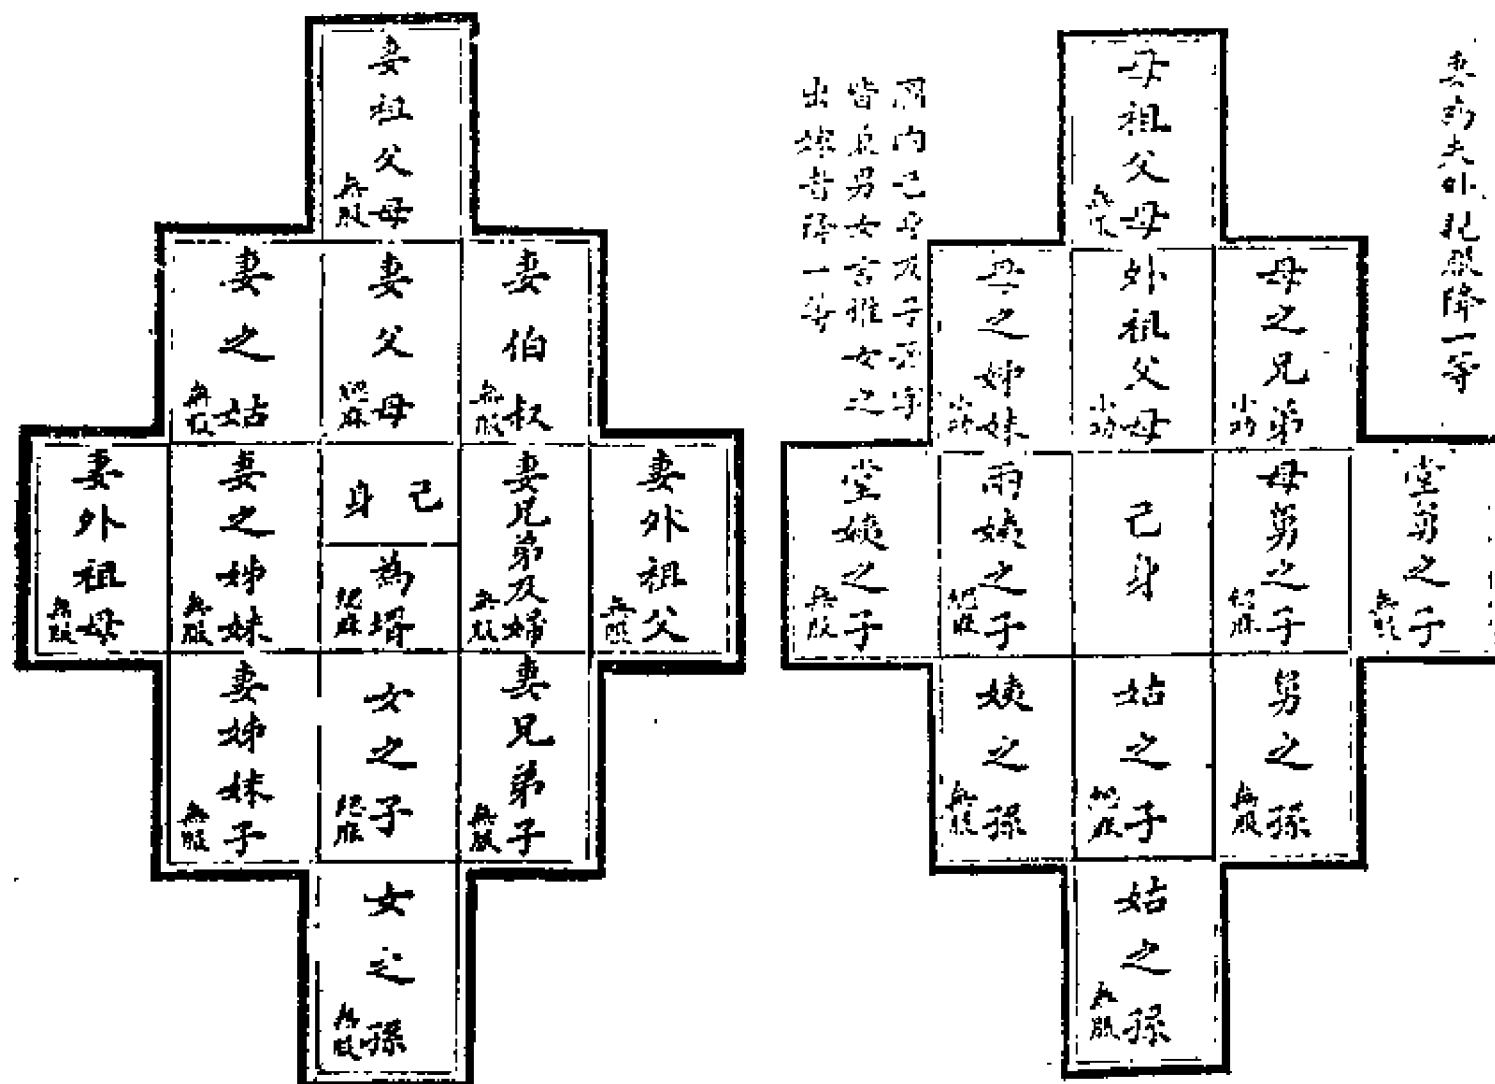 妻為夫外祀服降一等
母祖父母
無服
母之兄弟
小功
外祖父母
小功
母之姊妹
小功
堂舅之子
無服
母舅之子
緦麻
己身
兩姨之子
緦麻
堂姨之子
無服
舅之孫
無服
姑之子
緦麻
姨之孫
無服
姑之孫
無服
圖內己身及子孫字
皆兼男女言惟女之
出嫁者降一等
妻祖父母
無服
妻伯叔
無服
妻父母
緦麻
妻之姑
無服
妻外祖父
無服
妻兄弟及婦
無服
己身
為壻
緦麻
妻之姊妹
無服
妻外祖母
無服
妻兄弟子
無服
女之子
緦麻
妻姊妹子
無服
女之孫
無服